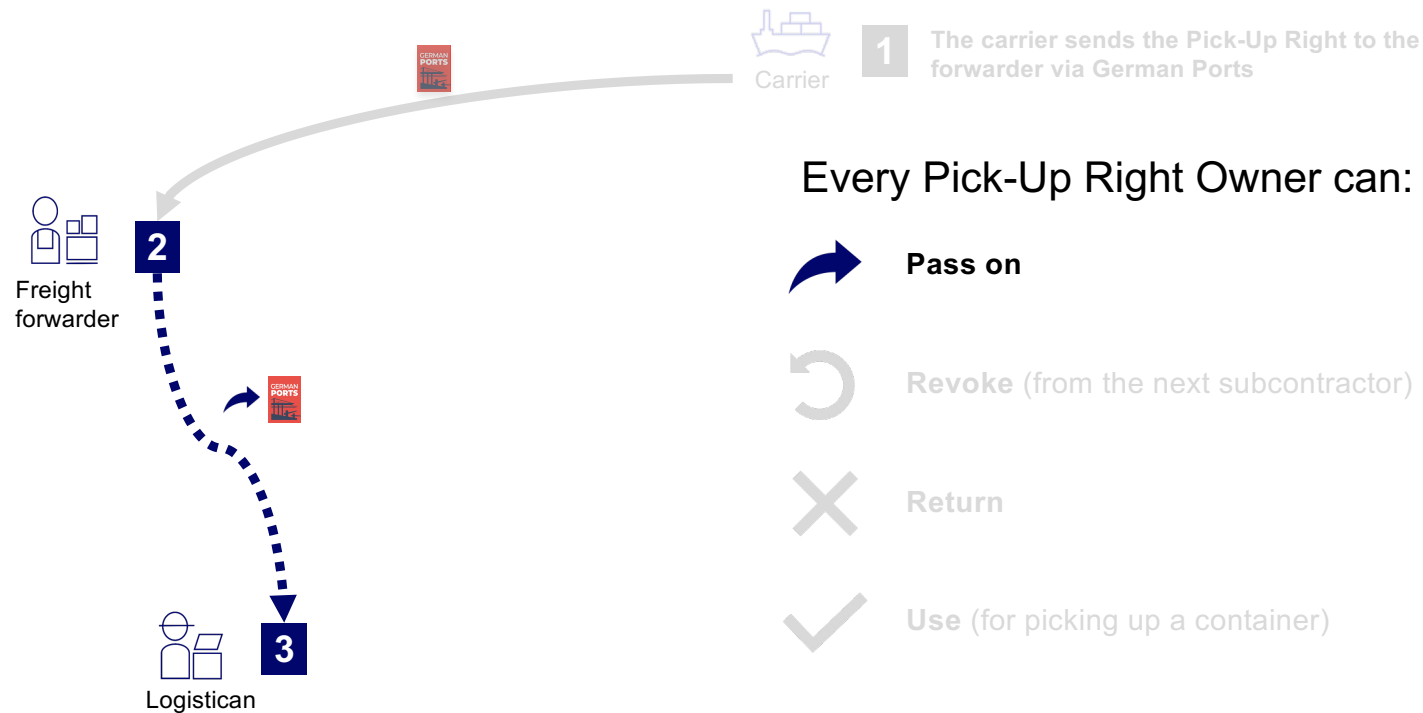 GERMAN
PORTS
Carrier
1
The carrier sends the Pick-Up Right to the
forwarder via German Ports
Every Pick-Up Right Owner can:
Freight
forwarder
2
Pass on
GERMAN
PORTS
Revoke (from the next subcontractor)
Return
Use (for picking up a container)
3
Logistican